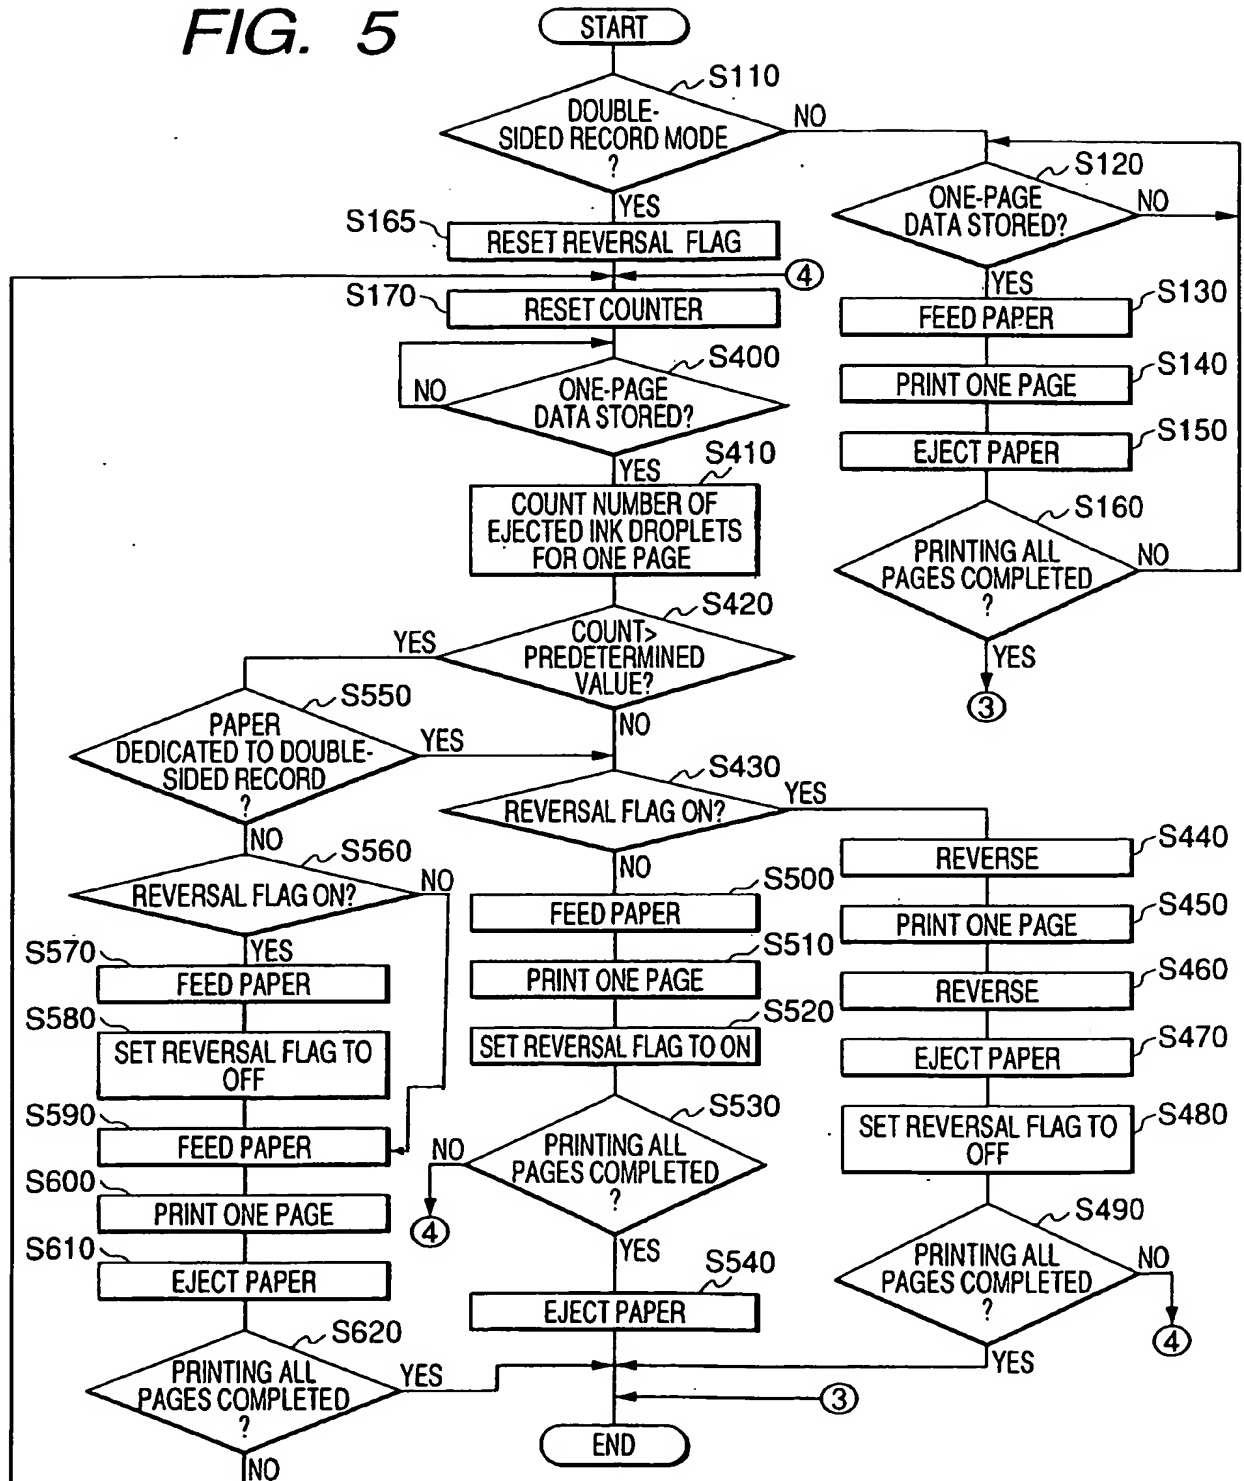 FIG. 5
START
S110
DOUBLE-
SIDED RECORD MODE
?
NO
YES
S120
ONE-PAGE
DATA STORED?
NO
YES
S130
FEED PAPER
S140
PRINT ONE PAGE
S150
EJECT PAPER
S160
PRINTING ALL
PAGES COMPLETED
?
NO
YES
3
S165
RESET REVERSAL FLAG
4
S170
RESET COUNTER
S400
ONE-PAGE
DATA STORED?
NO
YES
S410
COUNT NUMBER OF
EJECTED INK DROPLETS
FOR ONE PAGE
S420
COUNT>
PREDETERMINED
VALUE?
YES
NO
S550
PAPER
DEDICATED TO DOUBLE-
SIDED RECORD
?
YES
NO
S430
REVERSAL FLAG ON?
YES
NO
S440
REVERSE
S450
PRINT ONE PAGE
S460
REVERSE
S470
EJECT PAPER
S480
SET REVERSAL FLAG TO
OFF
S490
PRINTING ALL
PAGES COMPLETED
?
NO
4
YES
S500
FEED PAPER
S510
PRINT ONE PAGE
S520
SET REVERSAL FLAG TO ON
S530
PRINTING ALL
PAGES COMPLETED
?
NO
4
YES
S540
EJECT PAPER
S560
REVERSAL FLAG ON?
NO
YES
S570
FEED PAPER
S580
SET REVERSAL FLAG TO
OFF
S590
FEED PAPER
S600
PRINT ONE PAGE
S610
EJECT PAPER
S620
PRINTING ALL
PAGES COMPLETED
?
YES
NO
3
END